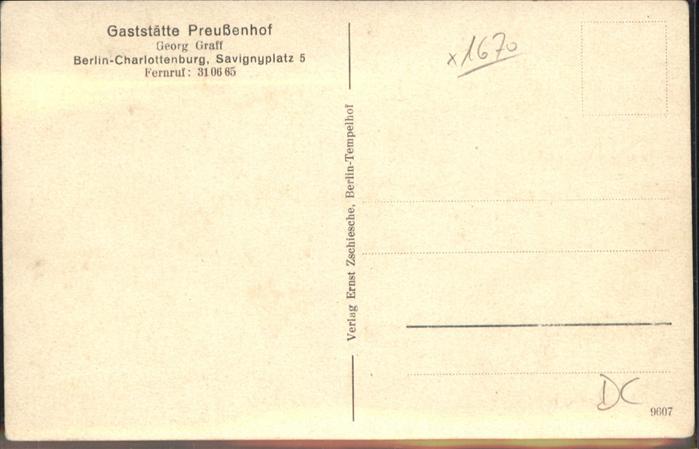 Gaststätte Preußenhof
Georg Graff
Berlin-Charlottenburg, Savignyplatz 5
Fernruf: 31 06 65
Verlag Ernst Zschiesche, Berlin-Tempelhof
x1670
DC
9607